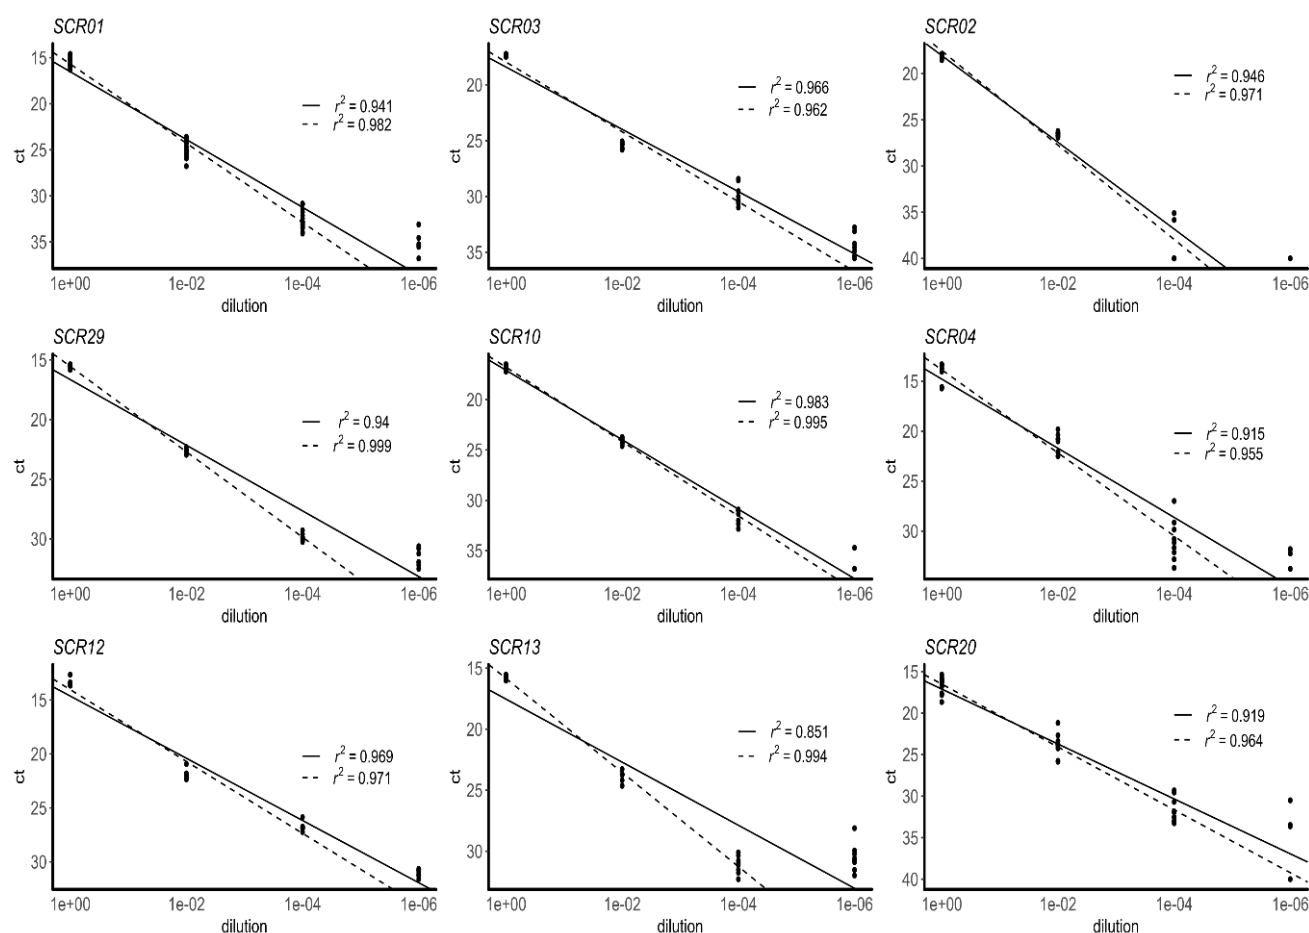 SCR01
15
20
25
30
35
ct
r² = 0.941
r² = 0.982
1e+00 1e-02 1e-04 1e-06
dilution
SCR03
20
25
30
35
ct
r² = 0.966
r² = 0.962
1e+00 1e-02 1e-04 1e-06
dilution
SCR02
20
25
30
35
40
ct
r² = 0.946
r² = 0.971
1e+00 1e-02 1e-04 1e-06
dilution
SCR29
15
20
25
30
ct
r² = 0.94
r² = 0.999
1e+00 1e-02 1e-04 1e-06
dilution
SCR10
20
25
30
35
ct
r² = 0.983
r² = 0.995
1e+00 1e-02 1e-04 1e-06
dilution
SCR04
15
20
25
30
ct
r² = 0.915
r² = 0.955
1e+00 1e-02 1e-04 1e-06
dilution
SCR12
15
20
25
30
ct
r² = 0.969
r² = 0.971
1e+00 1e-02 1e-04 1e-06
dilution
SCR13
15
20
25
30
ct
r² = 0.851
r² = 0.994
1e+00 1e-02 1e-04 1e-06
dilution
SCR20
15
20
25
30
35
40
ct
r² = 0.919
r² = 0.964
1e+00 1e-02 1e-04 1e-06
dilution